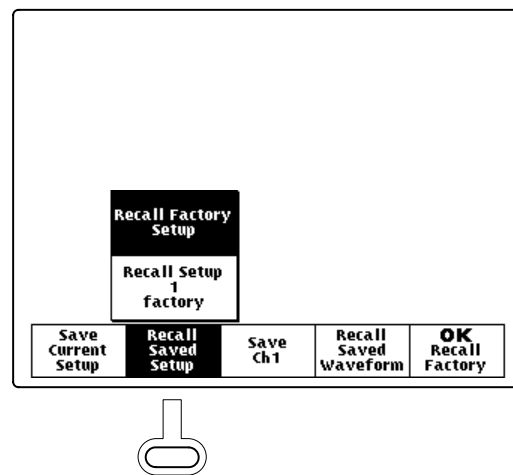 Recall Factory
Setup
Recall Setup
1
factory
Save
Current
Setup
Recall
Saved
Setup
Save
Ch1
Recall
Saved
Waveform
OK
Recall
Factory